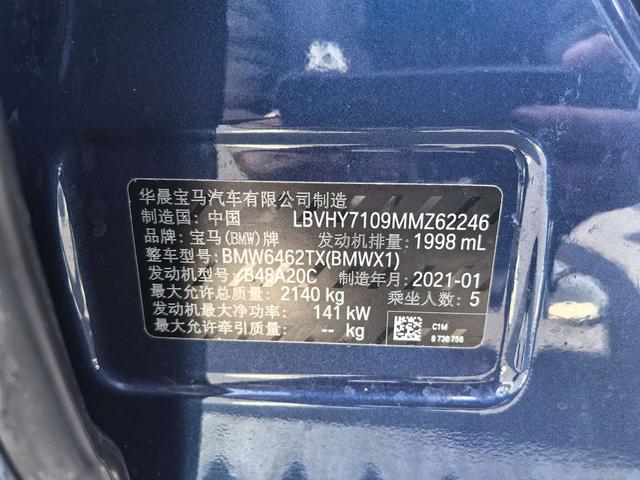 华晨宝马汽车有限公司制造
制造国：中国 LBVHY7109MMZ62246
品牌：宝马(BMW)牌 发动机排量：1998 mL
整车型号：BMW6462TX(BMWX1)
发动机型号：B48A20C 制造年月：2021-01
最大允许总质量：2140 kg 乘坐人数：5
发动机最大净功率：141 kW
最大允许牵引质量：-- kg
C1M
8 738 756